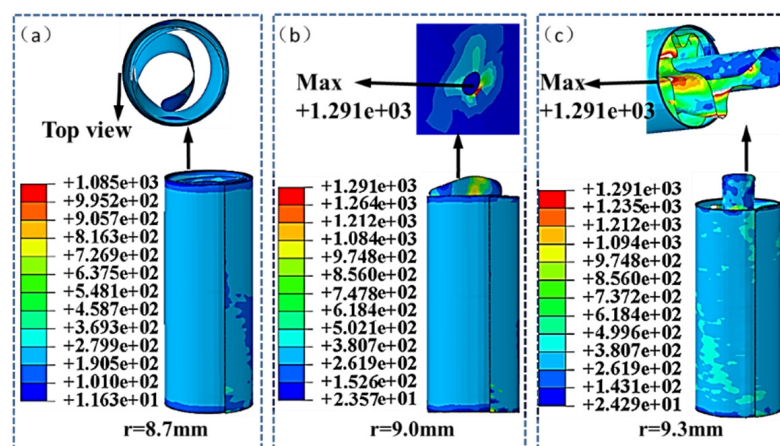 （a）
Top view
+1.085e+03
+9.952e+02
+9.057e+02
+8.163e+02
+7.269e+02
+6.375e+02
+5.481e+02
+4.587e+02
+3.693e+02
+2.799e+02
+1.905e+02
+1.010e+02
+1.163e+01
r=8.7mm
（b）
Max
+1.291e+03
+1.291e+03
+1.264e+03
+1.212e+03
+1.084e+03
+9.748e+02
+8.560e+02
+7.478e+02
+6.184e+02
+5.021e+02
+3.807e+02
+2.619e+02
+1.526e+02
+2.357e+01
r=9.0mm
（c）
Max
+1.291e+03
+1.291e+03
+1.235e+03
+1.212e+03
+1.094e+03
+9.748e+02
+8.560e+02
+7.372e+02
+6.184e+02
+4.996e+02
+3.807e+02
+2.619e+02
+1.431e+02
+2.429e+01
r=9.3mm